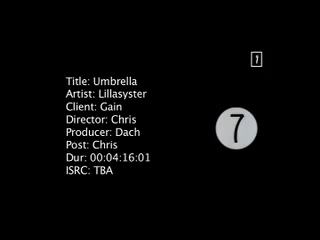 7
Title: Umbrella
Artist: Lillasyster
Client: Gain
Director: Chris
Producer: Dach
Post: Chris
Dur: 00:04:16:01
ISRC: TBA
7